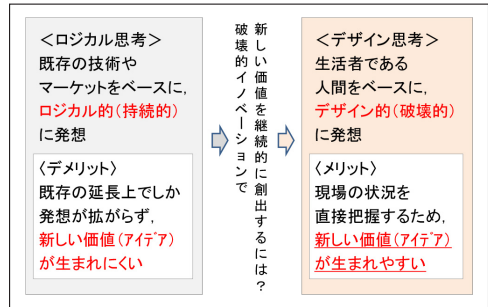 ＜ロジカル思考＞
既存の技術や
マーケットをベースに,
ロジカル的(持続的)
に発想
〈デメリット〉
既存の延長上でしか
発想が拡がらず,
新しい価値(アイデア)
が生まれにくい
新しい価値を継続的に創出するには？
破壊的イノベーションで
＜デザイン思考＞
生活者である
人間をベースに,
デザイン的(破壊的)
に発想
〈メリット〉
現場の状況を
直接把握するため,
新しい価値(アイデア)
が生まれやすい